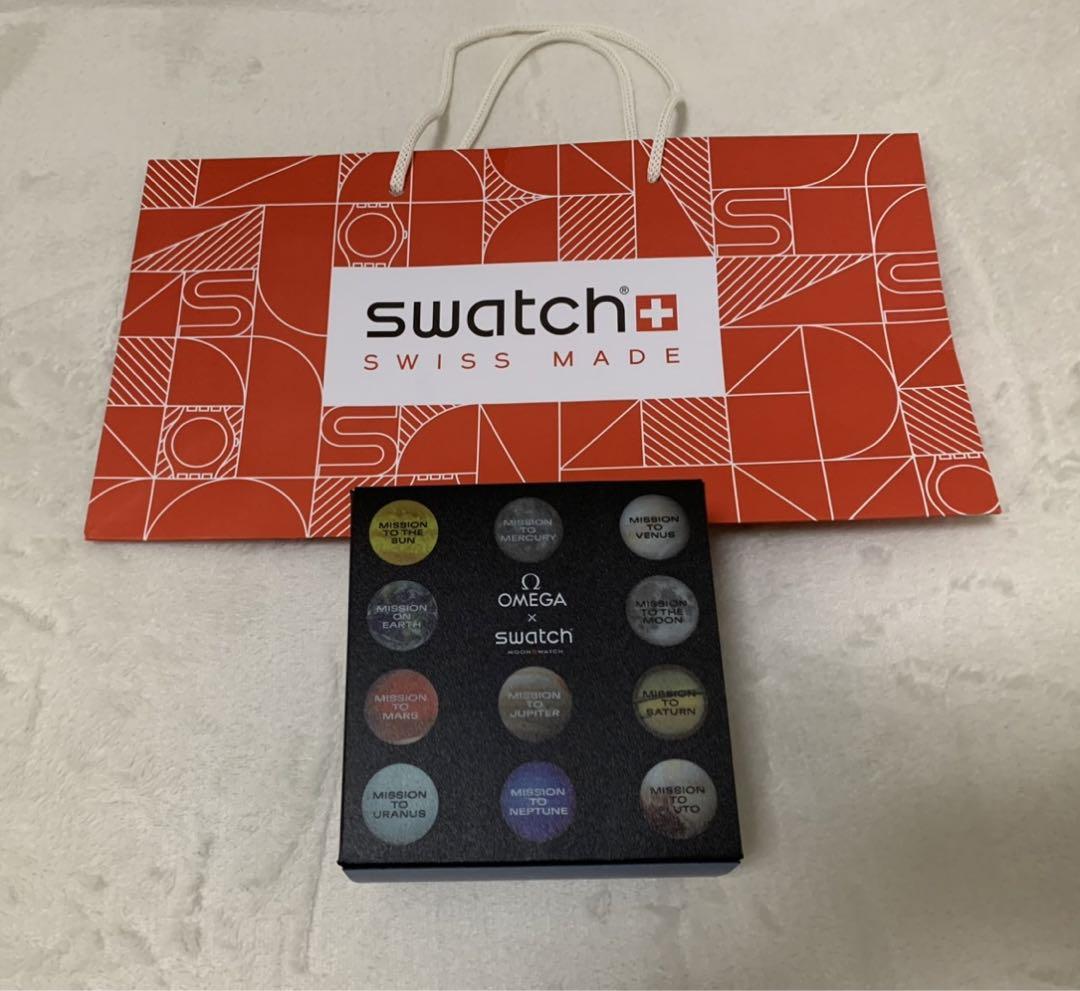 swatch®
SWISS MADE
MISSION
TO THE
SUN
MISSION
TO
MERCURY
MISSION
TO
VENUS
MISSION
ON
EARTH
Ω
OMEGA
×
swatch
MOONSWATCH
MISSION
TO THE
MOON
MISSION
TO
MARS
MISSION
TO
JUPITER
MISSION
TO
SATURN
MISSION
TO
URANUS
MISSION
TO
NEPTUNE
MISSION
TO
PLUTO